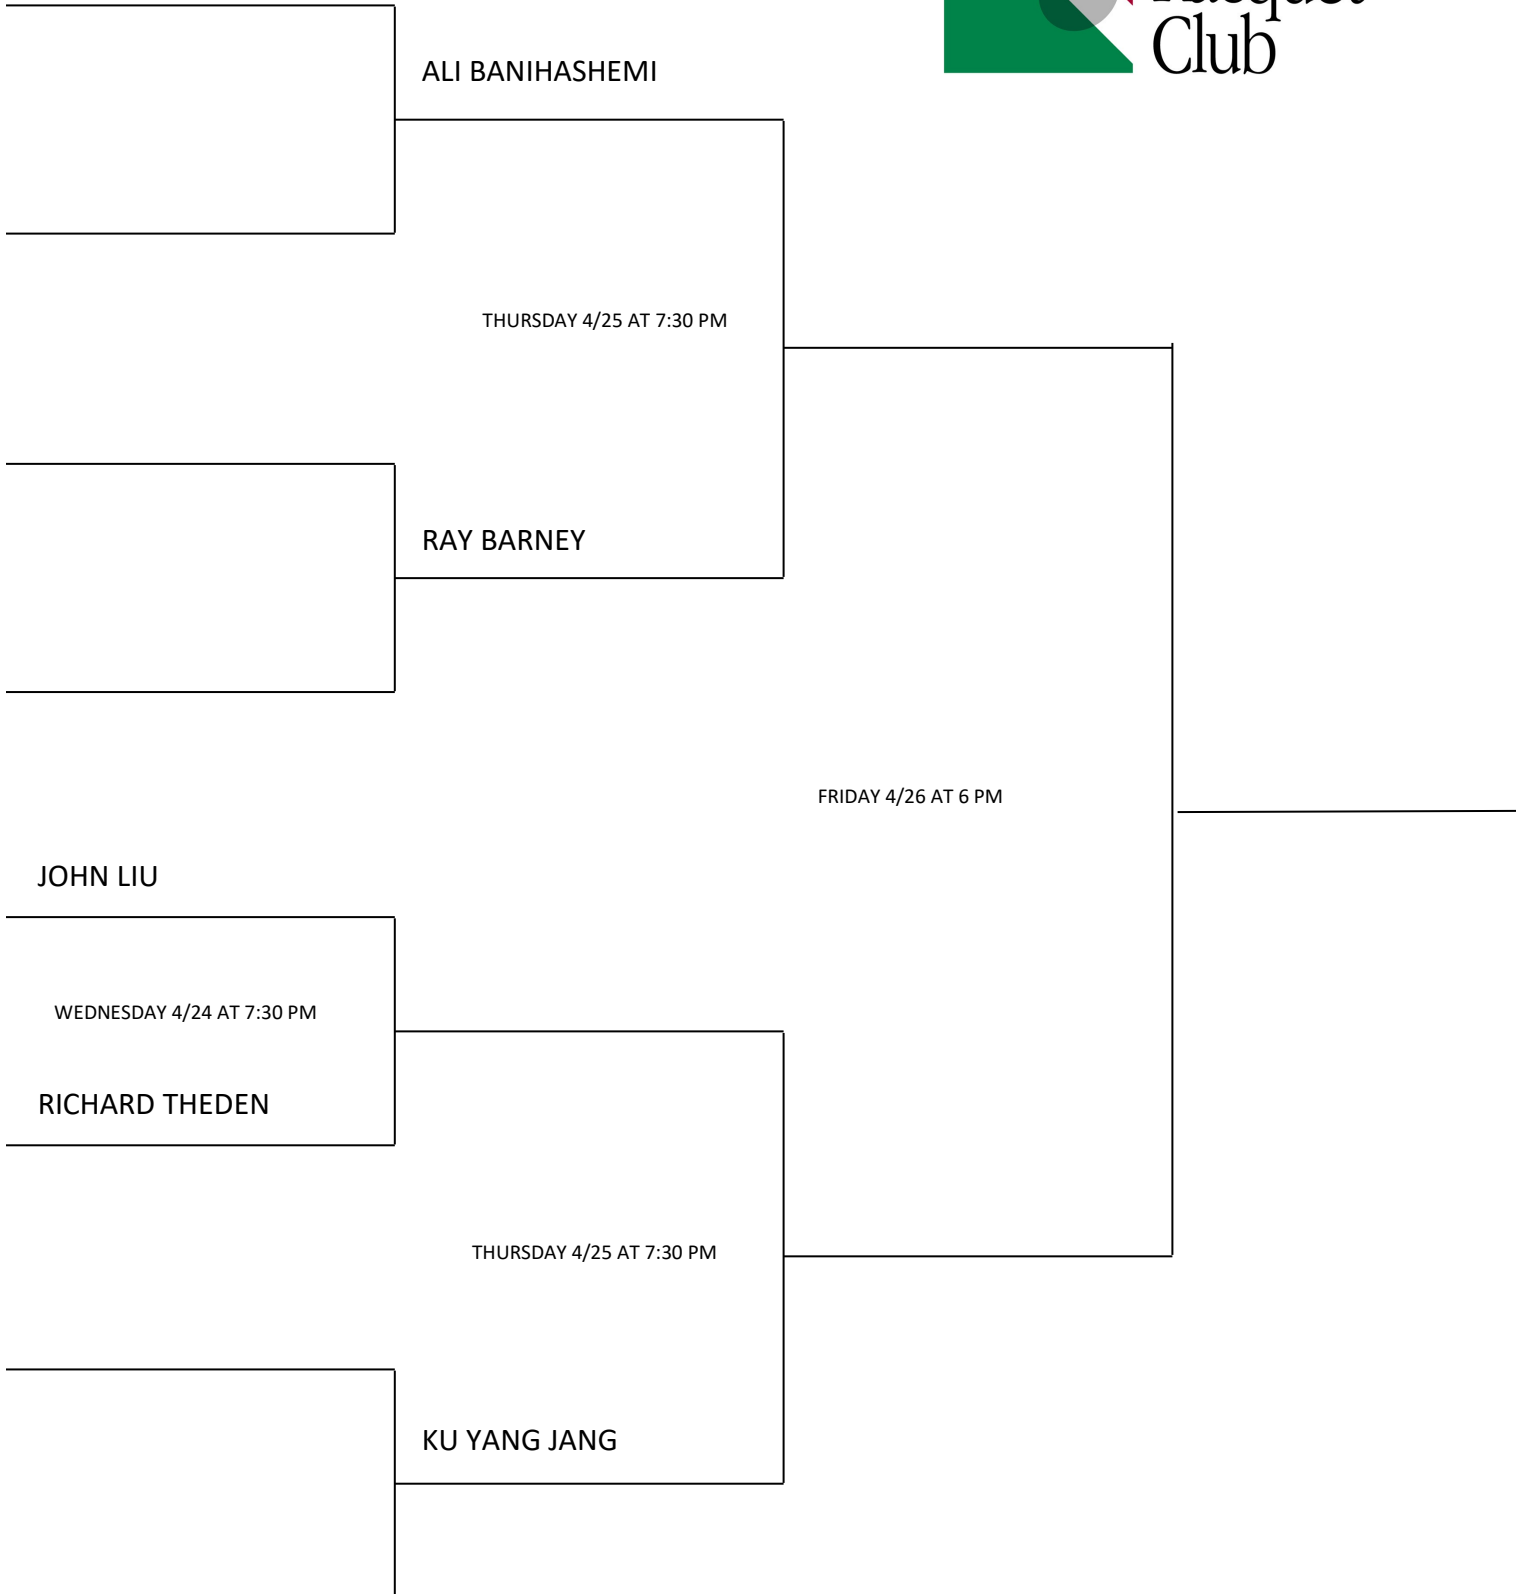 Club
ALI BANIHASHEMI
THURSDAY 4/25 AT 7:30 PM
RAY BARNEY
FRIDAY 4/26 AT 6 PM
JOHN LIU
WEDNESDAY 4/24 AT 7:30 PM
RICHARD THEDEN
THURSDAY 4/25 AT 7:30 PM
KU YANG JANG